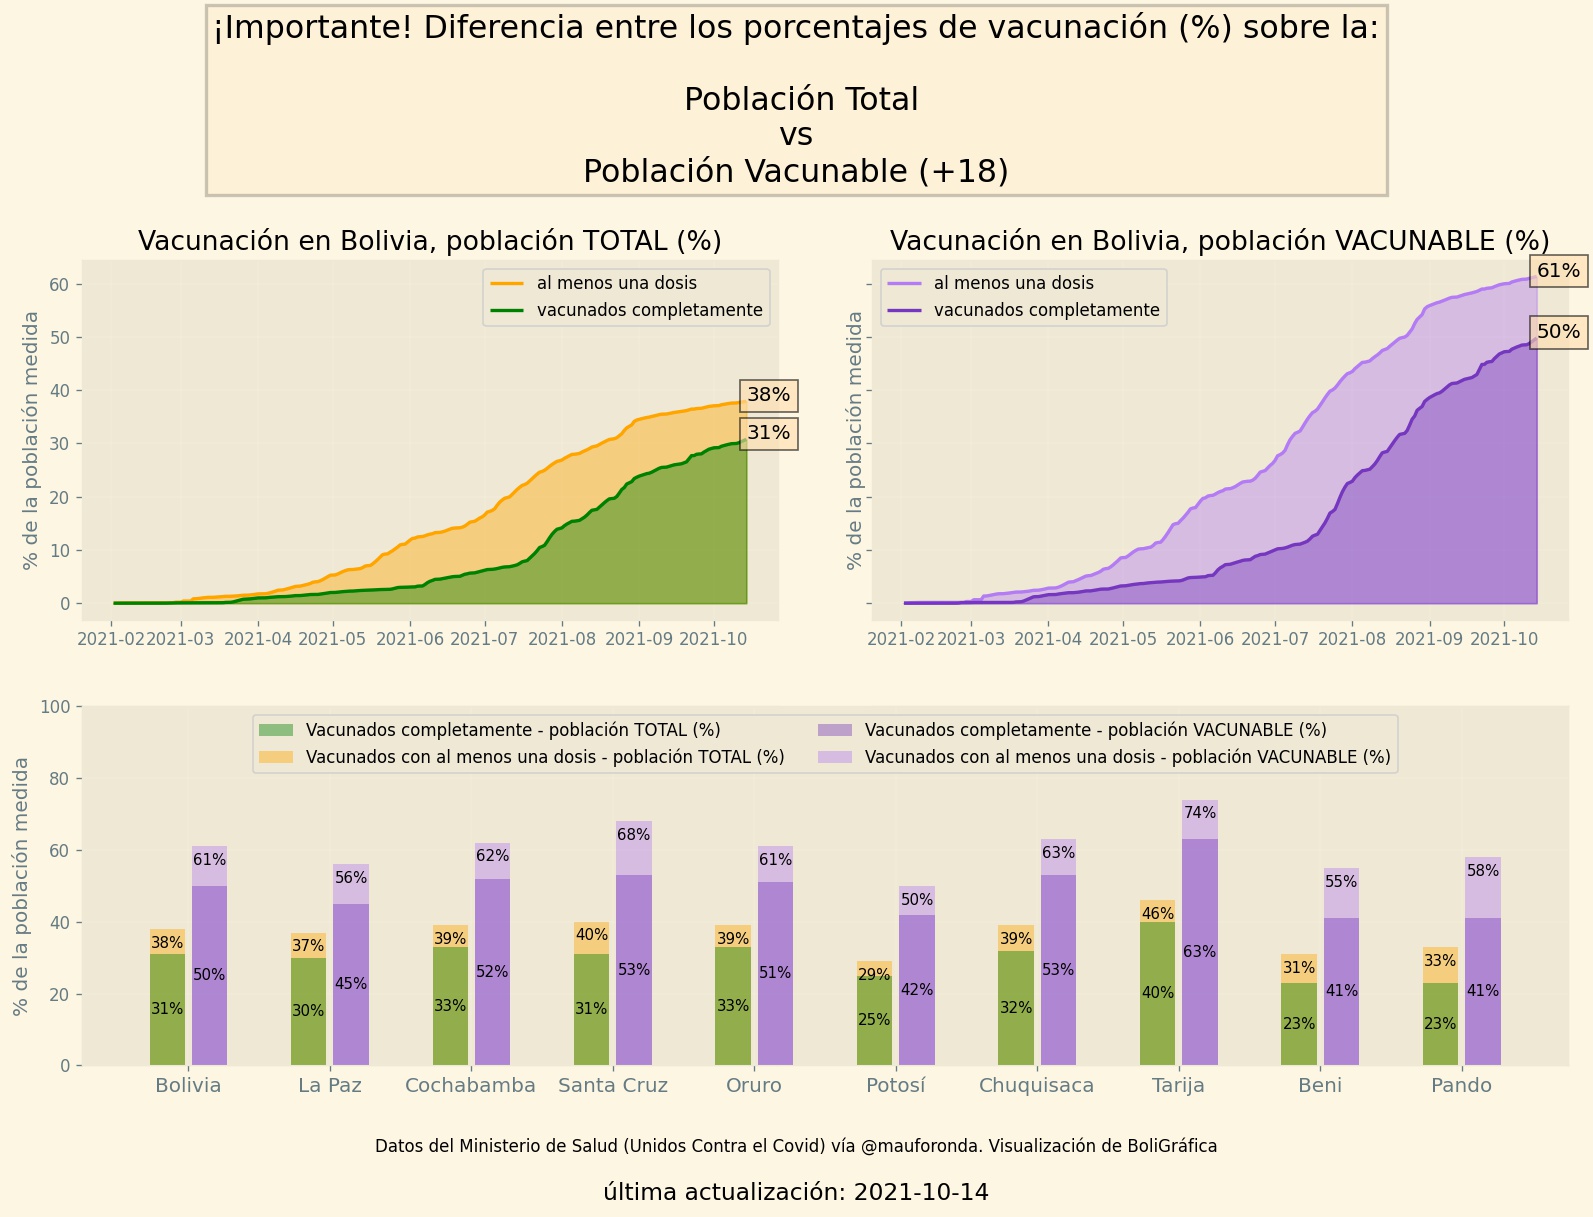 ¡Importante! Diferencia entre los porcentajes de vacunación (%) sobre la:
Población Total
vs
Población Vacunable (+18)
Vacunación en Bolivia, población TOTAL (%)
% de la población medida
60
50
40
30
20
10
0
al menos una dosis
vacunados completamente
38%
31%
2021-02 2021-03 2021-04 2021-05 2021-06 2021-07 2021-08 2021-09 2021-10
Vacunación en Bolivia, población VACUNABLE (%)
% de la población medida
al menos una dosis
vacunados completamente
61%
50%
2021-02 2021-03 2021-04 2021-05 2021-06 2021-07 2021-08 2021-09 2021-10
% de la población medida
100
80
60
40
20
0
Vacunados completamente - población TOTAL (%)
Vacunados con al menos una dosis - población TOTAL (%)
Vacunados completamente - población VACUNABLE (%)
Vacunados con al menos una dosis - población VACUNABLE (%)
38% 61% 37% 56% 39% 62% 40% 68% 39% 61% 29% 50% 39% 63% 46% 74% 31% 55% 33% 58%
31% 50% 30% 45% 33% 52% 31% 53% 33% 51% 25% 42% 32% 53% 40% 63% 23% 41% 23% 41%
Bolivia La Paz Cochabamba Santa Cruz Oruro Potosí Chuquisaca Tarija Beni Pando
Datos del Ministerio de Salud (Unidos Contra el Covid) vía @mauforonda. Visualización de BoliGráfica
última actualización: 2021-10-14